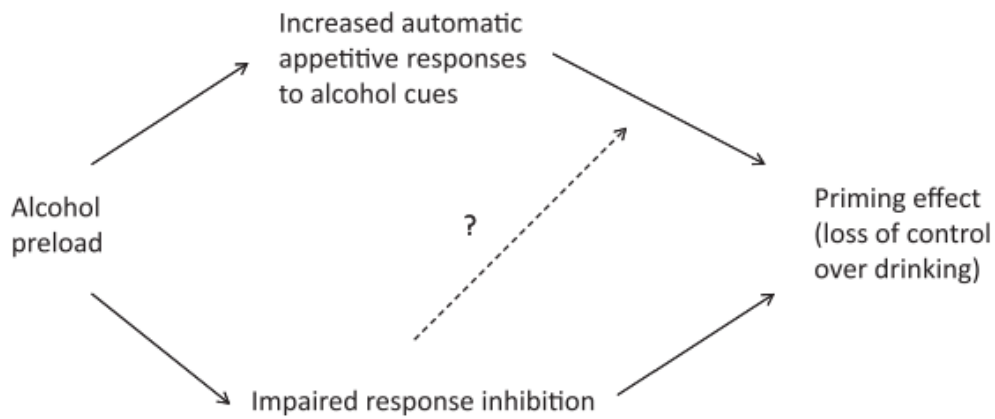 Increased automatic
appetitive responses
to alcohol cues
Alcohol
preload
?
Priming effect
(loss of control
over drinking)
Impaired response inhibition